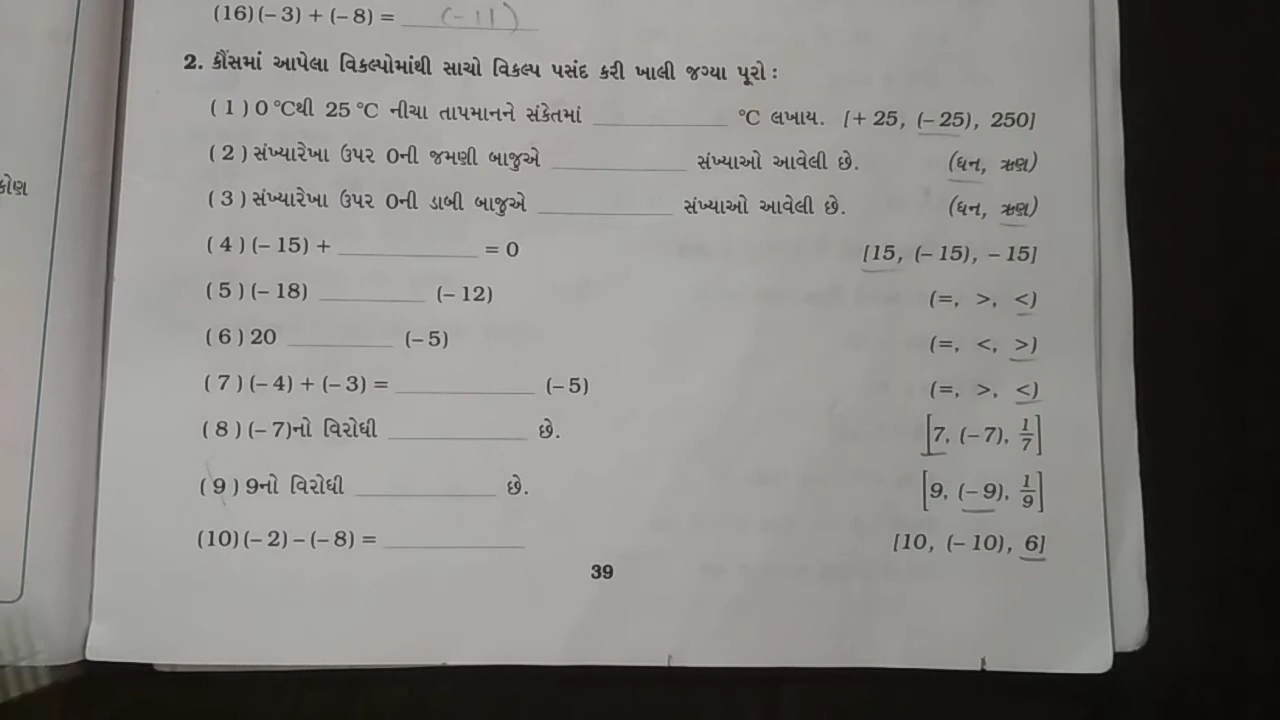 (16) (– 3) + (– 8) = (-11)
2. કૌંસમાં આપેલા વિકલ્પોમાંથી સાચો વિકલ્પ પસંદ કરી ખાલી જગ્યા પૂરો :
( 1 ) 0 °Cથી 25 °C નીચા તાપમાનને સંકેતમાં ____________ °C લખાય. [+ 25, (– 25), 250]
( 2 ) સંખ્યારેખા ઉપર 0ની જમણી બાજુએ ____________ સંખ્યાઓ આવેલી છે. (ધન, ઋણ)
( 3 ) સંખ્યારેખા ઉપર 0ની ડાબી બાજુએ ____________ સંખ્યાઓ આવેલી છે. (ધન, ઋણ)
( 4 ) (– 15) + ____________ = 0 [15, (– 15), – 15]
( 5 ) (– 18) _________ (– 12) (=, >, <)
( 6 ) 20 _________ (– 5) (=, <, >)
( 7 ) (– 4) + (– 3) = ____________ (– 5) (=, >, <)
( 8 ) (– 7)નો વિરોધી ____________ છે. [7, (– 7), 1/7]
( 9 ) 9નો વિરોધી ____________ છે. [9, (– 9), 1/9]
(10) (– 2) – (– 8) = ____________ [10, (– 10), 6]
39
કોણ